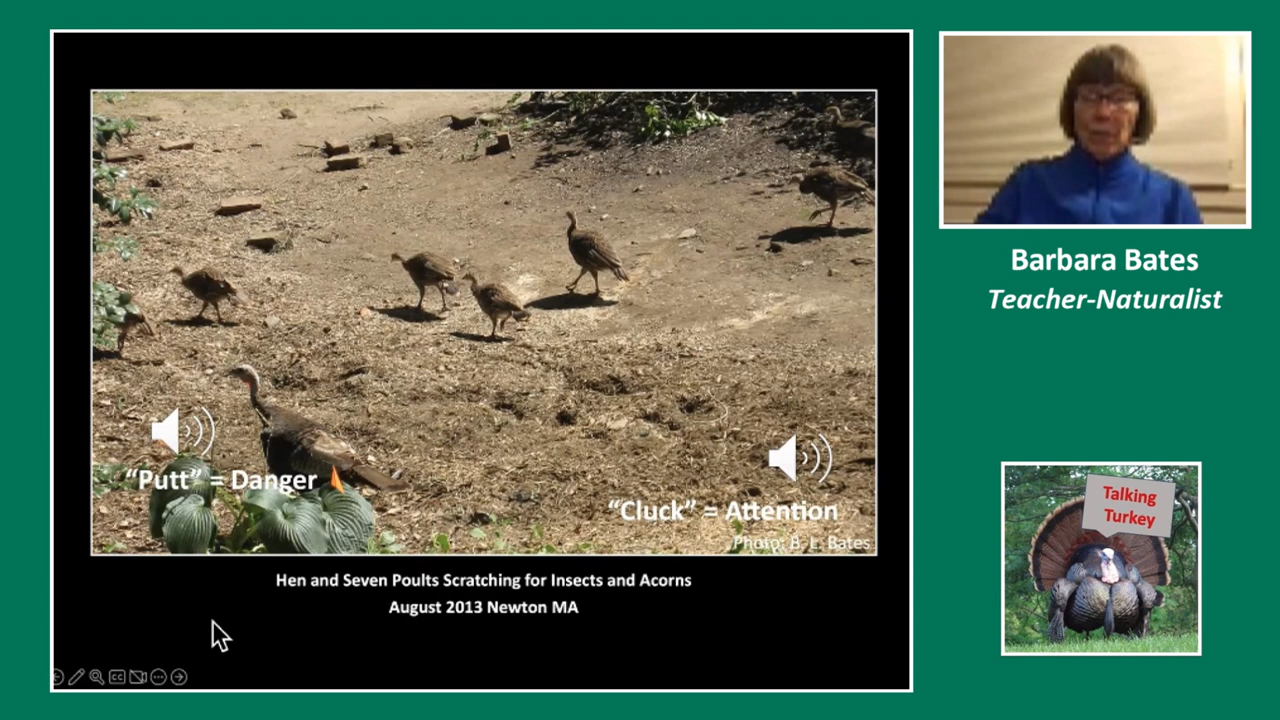 "Putt" = Danger
"Cluck" = Attention
Photo: B. L. Bates
Hen and Seven Poults Scratching for Insects and Acorns
August 2013 Newton MA
CC
Barbara Bates
Teacher-Naturalist
Talking
Turkey